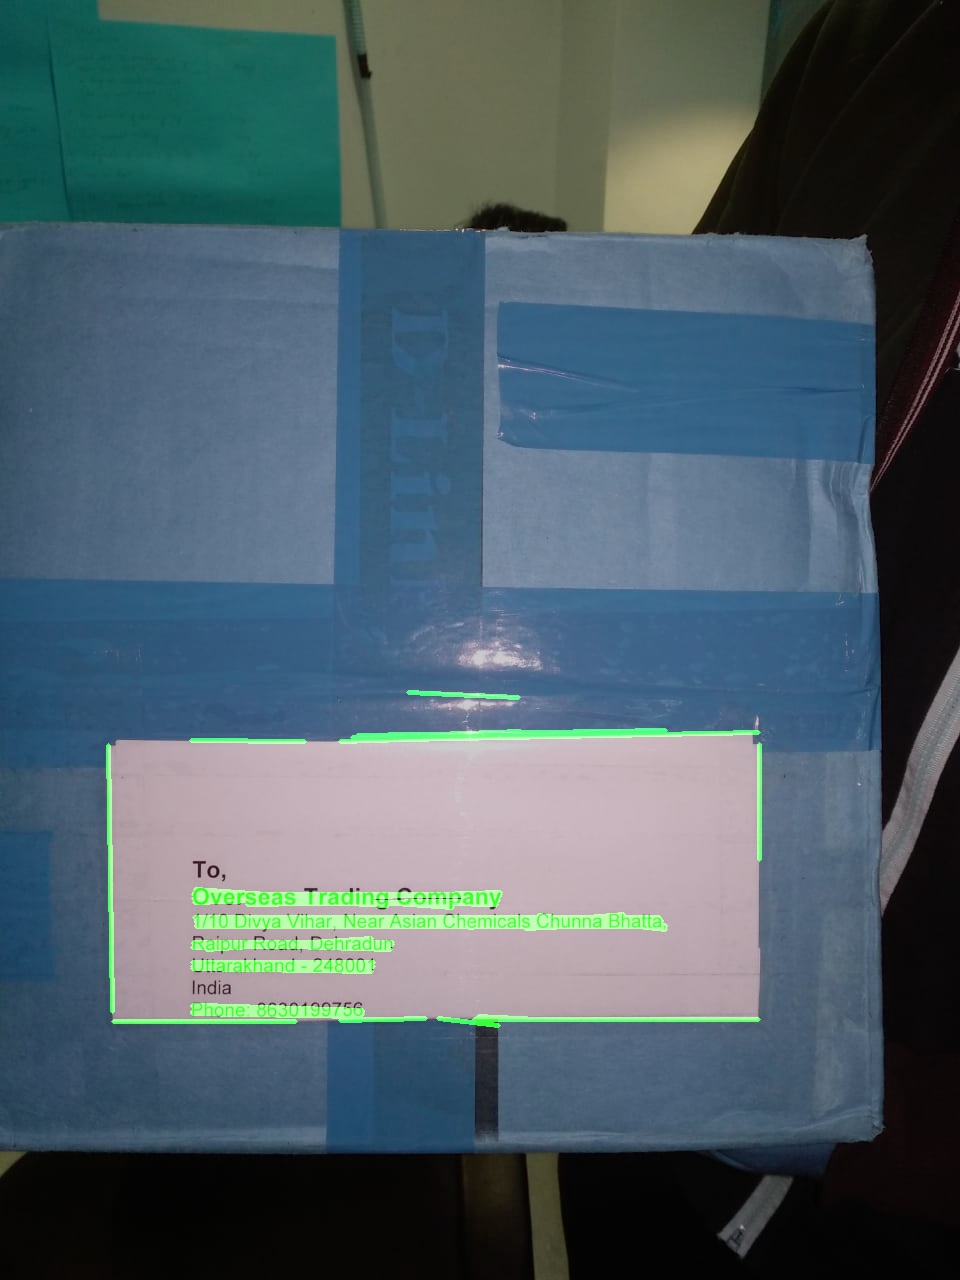 To,
Overseas Trading Company
1/10 Divya Vihar, Near Asian Chemicals Chunna Bhatta,
Raipur Road, Dehradun
Uttarakhand - 248001
India
Phone: 8630199756